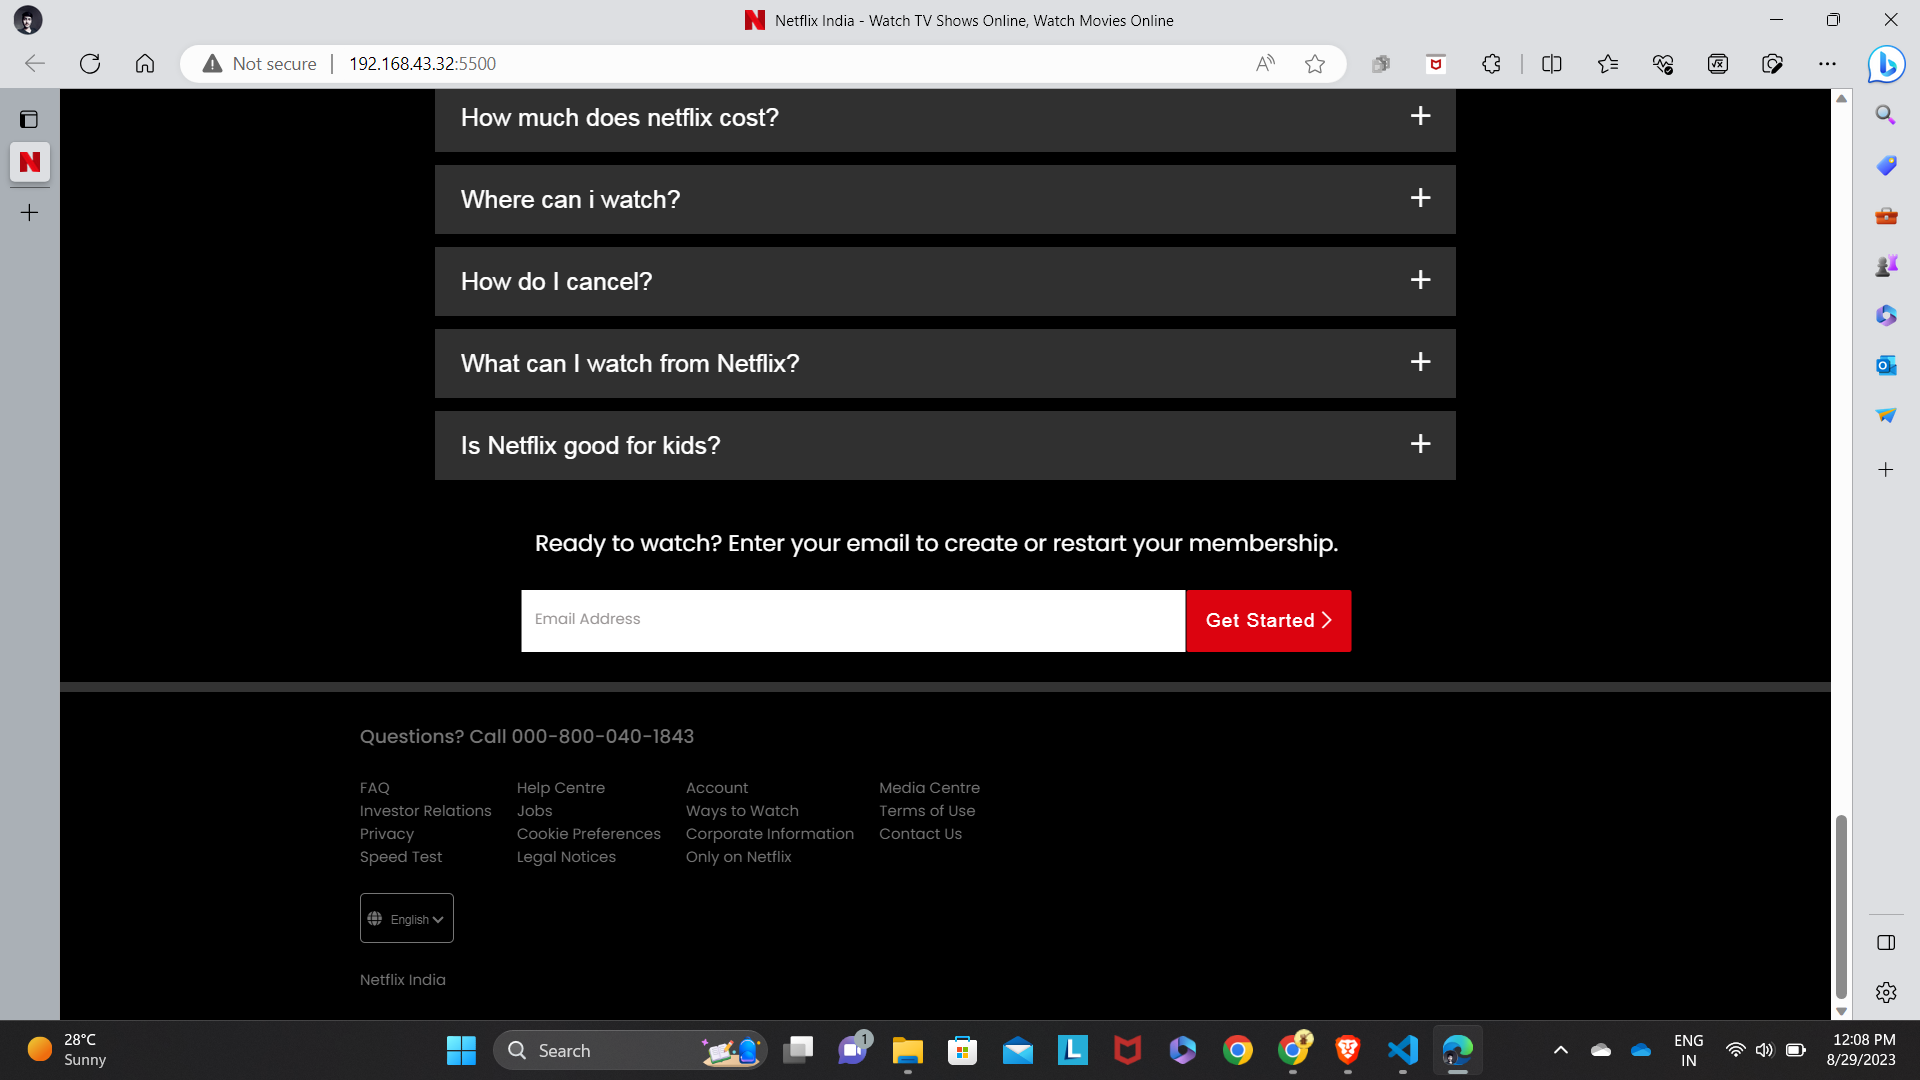 Netflix India - Watch TV Shows Online, Watch Movies Online
Not secure
192.168.43.32:5500
How much does netflix cost?
Where can i watch?
How do I cancel?
What can I watch from Netflix?
Is Netflix good for kids?
Ready to watch? Enter your email to create or restart your membership.
Email Address
Get Started
Questions? Call 000-800-040-1843
FAQ Help Centre Account Media Centre
Investor Relations Jobs Ways to Watch Terms of Use
Privacy Cookie Preferences Corporate Information Contact Us
Speed Test Legal Notices Only on Netflix
English
Netflix India
28°C
Sunny
Search
1
ENG
IN
12:08 PM
8/29/2023